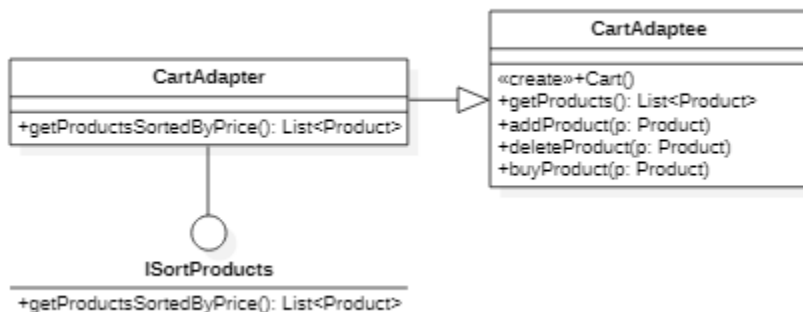 CartAdaptee
«create»+Cart()
+getProducts(): List<Product>
+addProduct(p: Product)
+deleteProduct(p: Product)
+buyProduct(p: Product)
CartAdapter
+getProductsSortedByPrice(): List<Product>
ISortProducts
+getProductsSortedByPrice(): List<Product>